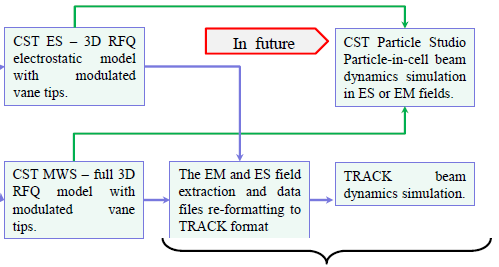 CST ES – 3D RFQ
electrostatic model
with modulated
vane tips.
In future
CST Particle Studio
Particle-in-cell beam
dynamics simulation
in ES or EM fields.
CST MWS – full 3D
RFQ model with
modulated vane
tips.
The EM and ES field
extraction and data
files re-formatting to
TRACK format
TRACK beam
dynamics simulation.